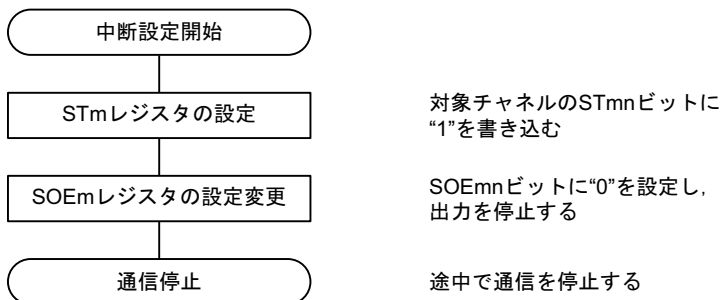 中断設定開始
STmレジスタの設定
対象チャネルのSTmnビットに
“1”を書き込む
SOEmレジスタの設定変更
SOEmnビットに“0”を設定し，
出力を停止する
通信停止
途中で通信を停止する